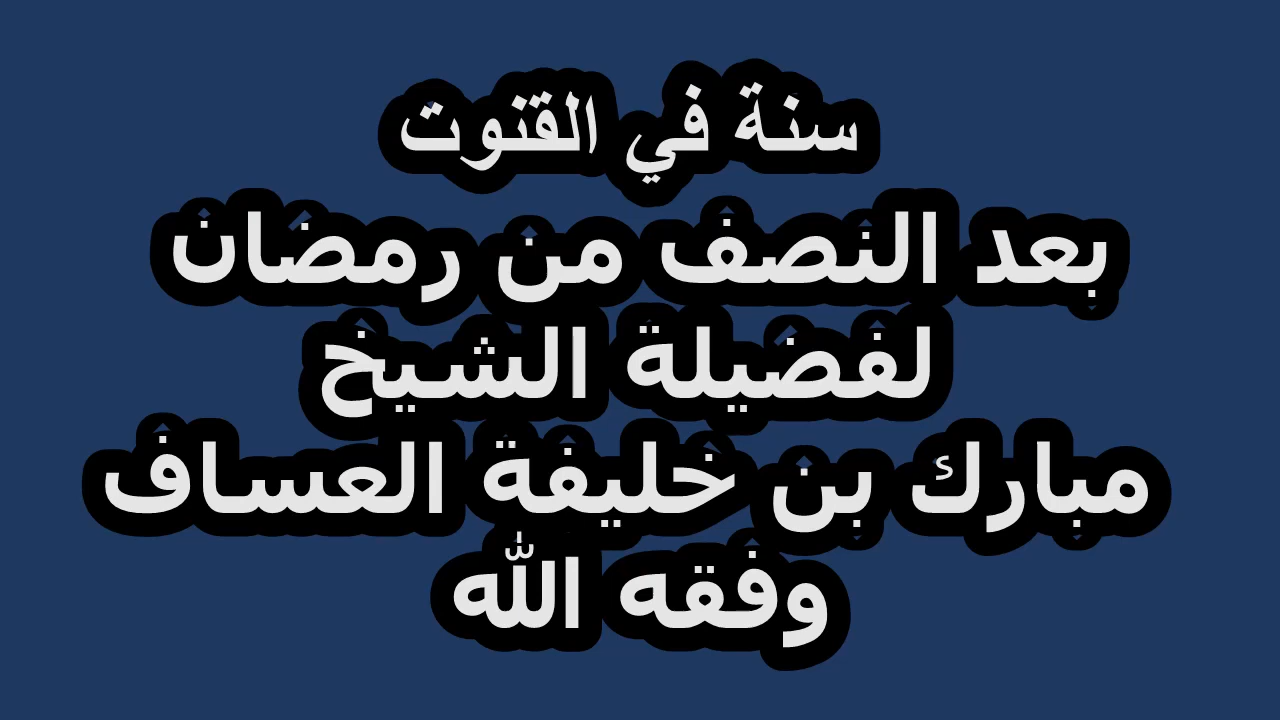 سنة في القنوت
بعد النصف من رمضان
لفضيلة الشيخ
مبارك بن خليفة العساف
وفقه الله